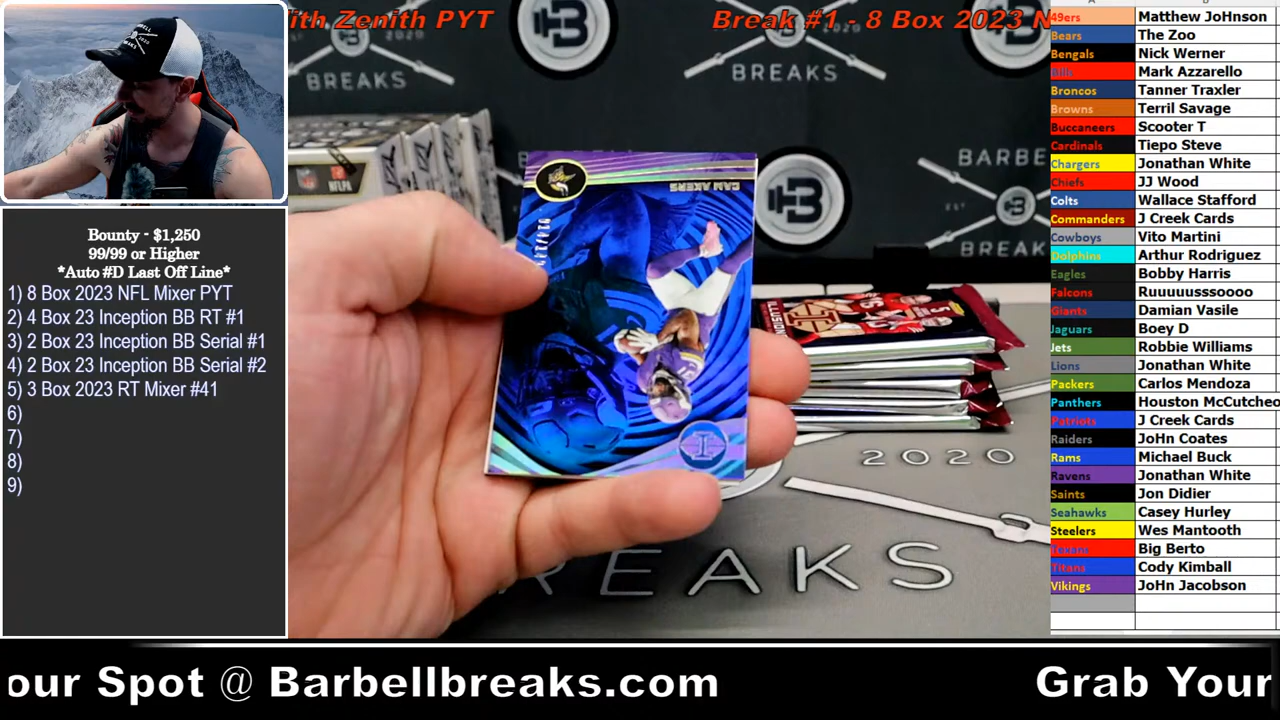 ith Zenith PYT
Break #1 - 8 Box 2023 N
Bounty - $1,250
99/99 or Higher
*Auto #D Last Off Line*
1) 8 Box 2023 NFL Mixer PYT
2) 4 Box 23 Inception BB RT #1
3) 2 Box 23 Inception BB Serial #1
4) 2 Box 23 Inception BB Serial #2
5) 3 Box 2023 RT Mixer #41
6)
7)
8)
9)
BREAKS
BREAKS
BARBELL
BREAKS
NFL
NFLPA
CAM AKERS
ILLUSIONS
2020
REAKS
49ers Matthew JoHnson
Bears The Zoo
Bengals Nick Werner
Bills Mark Azzarello
Broncos Tanner Traxler
Browns Terril Savage
Buccaneers Scooter T
Cardinals Tiepo Steve
Chargers Jonathan White
Chiefs JJ Wood
Colts Wallace Stafford
Commanders J Creek Cards
Cowboys Vito Martini
Dolphins Arthur Rodriguez
Eagles Bobby Harris
Falcons Ruuuuusssoooo
Giants Damian Vasile
Jaguars Boey D
Jets Robbie Williams
Lions Jonathan White
Packers Carlos Mendoza
Panthers Houston McCutcheo
Patriots J Creek Cards
Raiders JoHn Coates
Rams Michael Buck
Ravens Jonathan White
Saints Jon Didier
Seahawks Casey Hurley
Steelers Wes Mantooth
Texans Big Berto
Titans Cody Kimball
Vikings JoHn Jacobson
our Spot @ Barbellbreaks.com
Grab Your